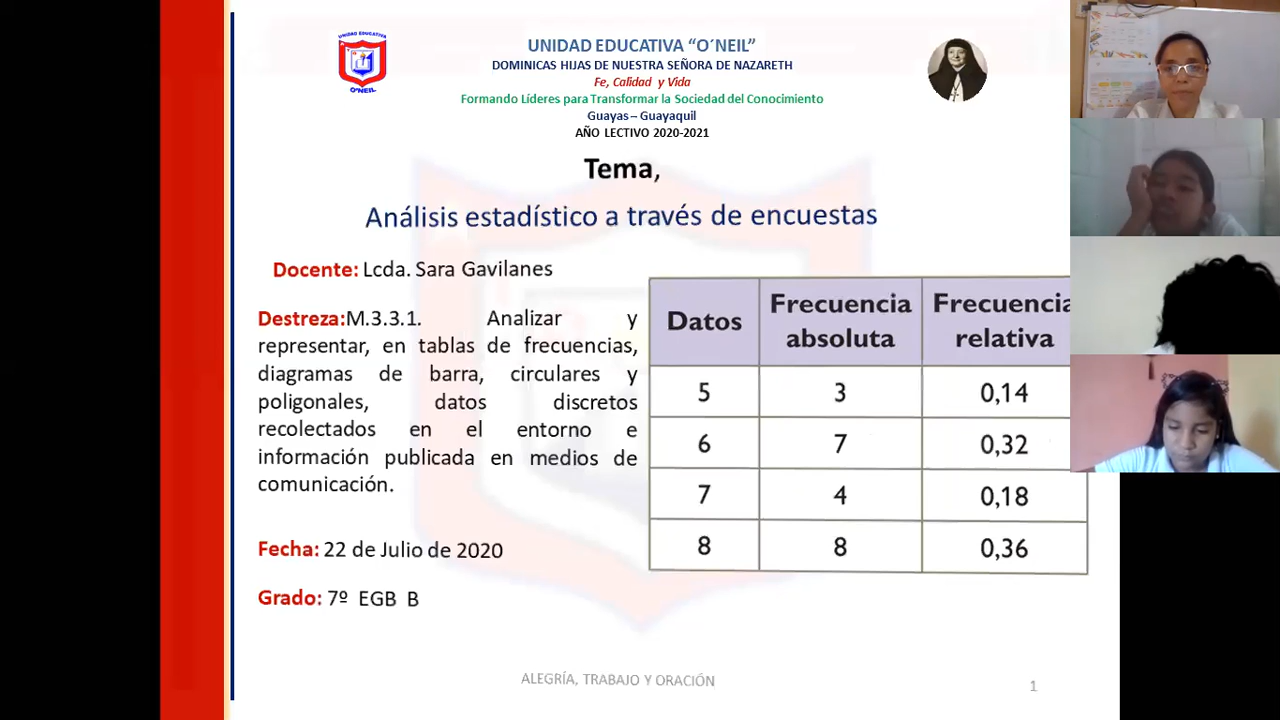 UNIDAD EDUCATIVA
O'NEIL
UNIDAD EDUCATIVA “O´NEIL”
DOMINICAS HIJAS DE NUESTRA SEÑORA DE NAZARETH
Fe, Calidad y Vida
Formando Líderes para Transformar la Sociedad del Conocimiento
Guayas – Guayaquil
AÑO LECTIVO 2020-2021
Tema,
Análisis estadístico a través de encuestas
Docente: Lcda. Sara Gavilanes
Destreza:M.3.3.1. Analizar y
representar, en tablas de frecuencias,
diagramas de barra, circulares y
poligonales, datos discretos
recolectados en el entorno e
información publicada en medios de
comunicación.
Fecha: 22 de Julio de 2020
Grado: 7º EGB B
Datos Frecuencia absoluta Frecuencia relativa
5 3 0,14
6 7 0,32
7 4 0,18
8 8 0,36
ALEGRÍA, TRABAJO Y ORACIÓN
1